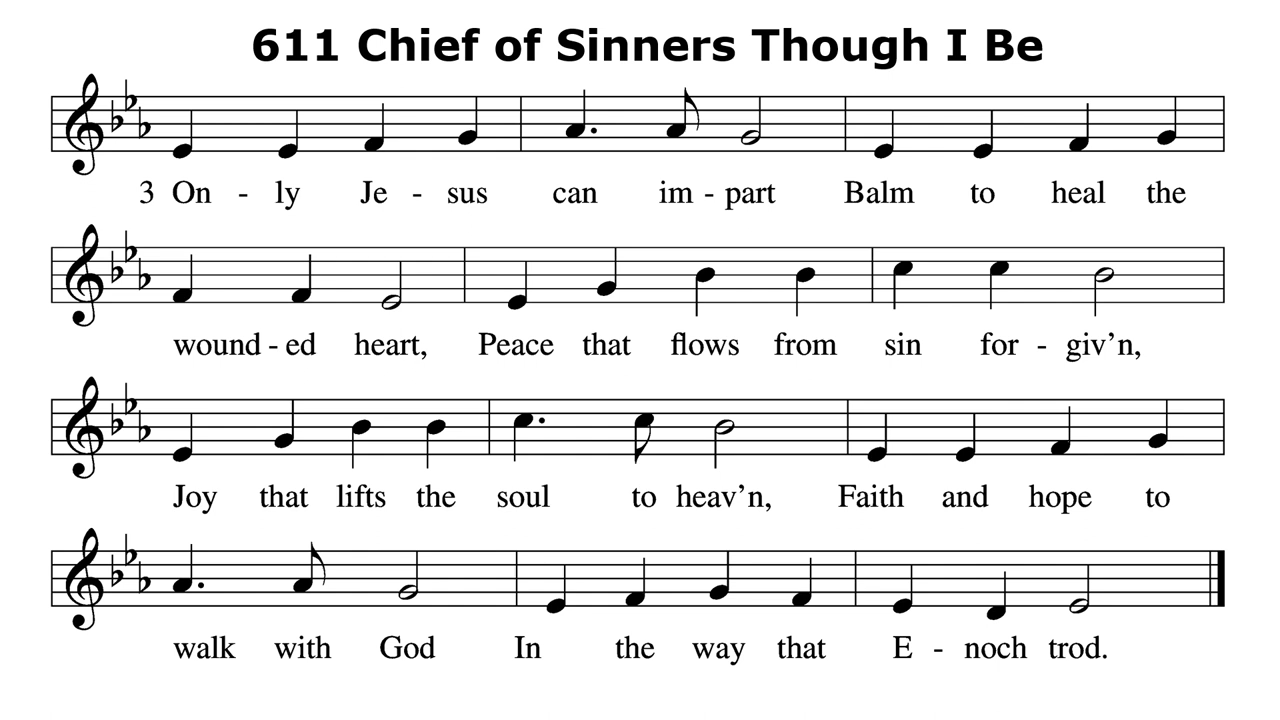 611 Chief of Sinners Though I Be
3 On - ly Je - sus can im - part Balm to heal the
wound - ed heart, Peace that flows from sin for - giv’n,
Joy that lifts the soul to heav’n, Faith and hope to
walk with God In the way that E - noch trod.